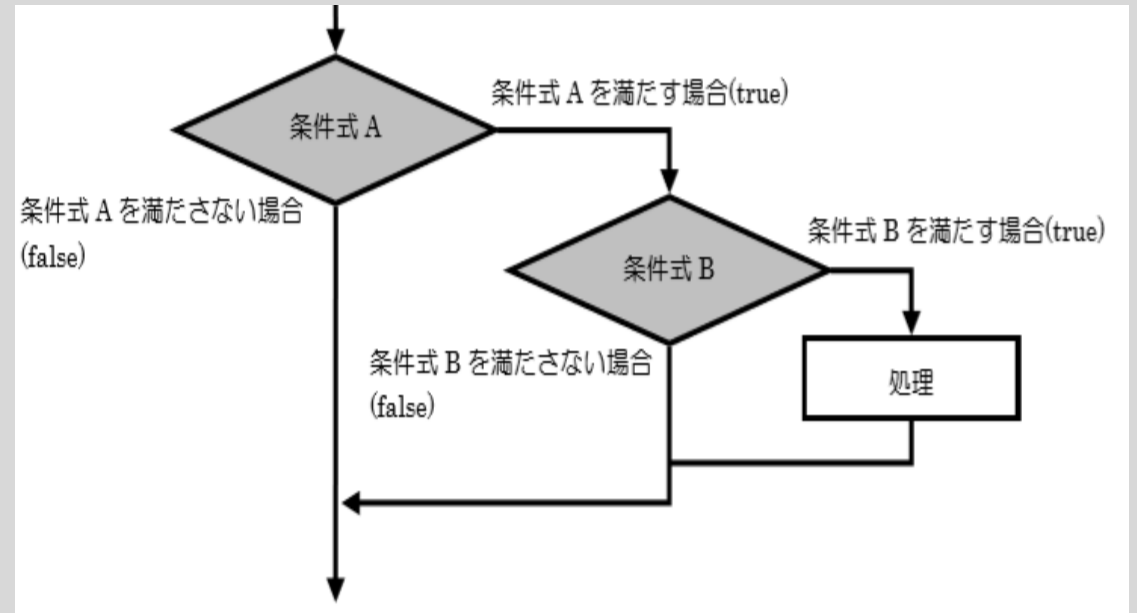 条件式 A を満たす場合(true)
条件式 A
条件式 A を満たさない場合
(false)
条件式 B を満たす場合(true)
条件式 B
条件式 B を満たさない場合
(false)
処理